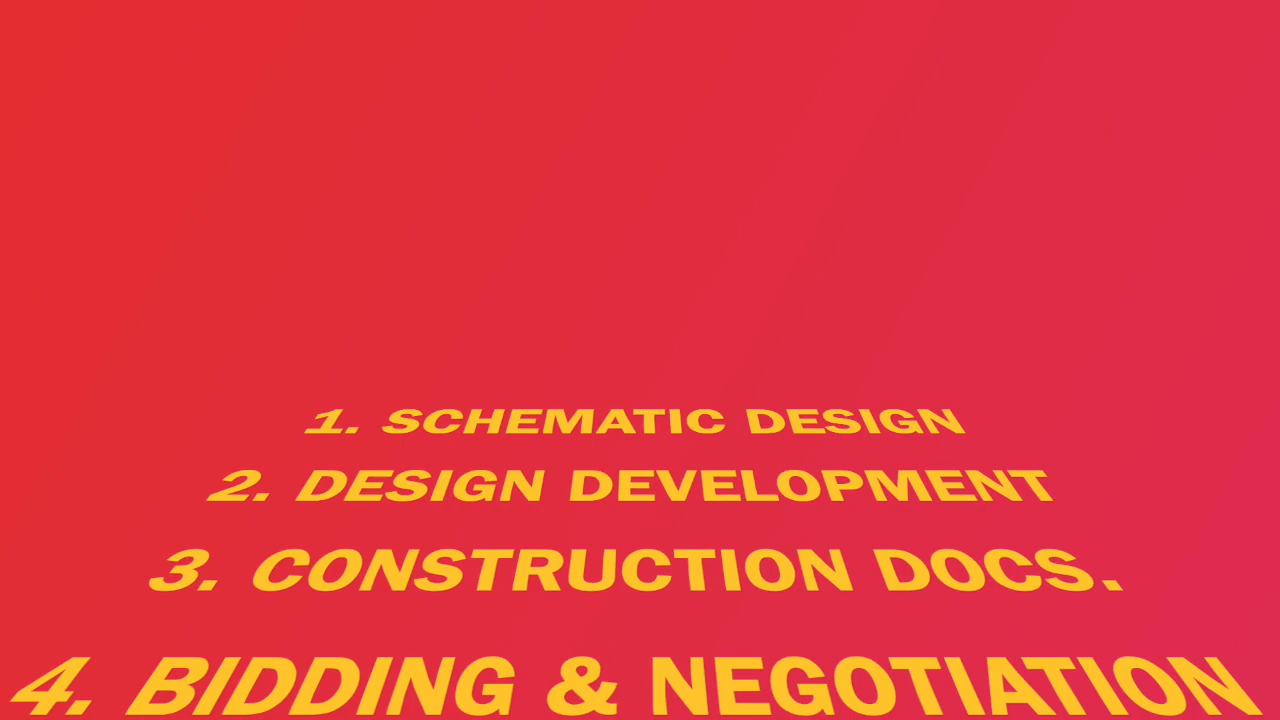 1. SCHEMATIC DESIGN
2. DESIGN DEVELOPMENT
3. CONSTRUCTION DOCS.
4. BIDDING & NEGOTIATION